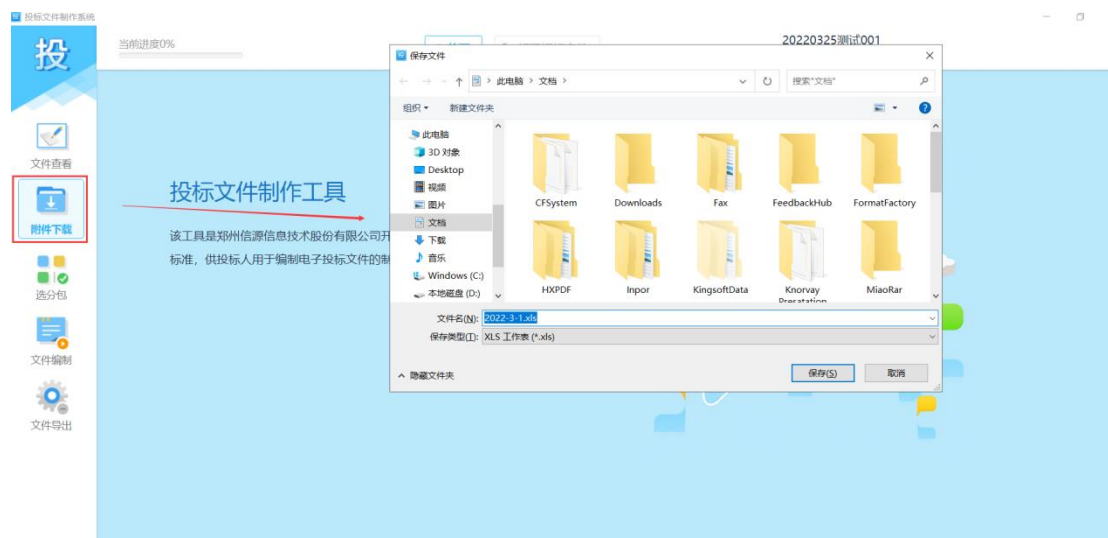 投标文件制作系统
投
当前进度0%
20220325测试001
文件查看
附件下载
选分包
文件编制
文件导出
投标文件制作工具
该工具是郑州信源信息技术股份有限公司开
标准，供投标人用于编制电子投标文件的制
保存文件
此电脑 > 文档 >
搜索"文档"
组织 新建文件夹
此电脑
3D 对象
Desktop
视频
图片
文档
下载
音乐
Windows (C:)
本地磁盘 (D:)
CFSystem Downloads Fax FeedbackHub FormatFactory
HXPDF Inpor KingsoftData Knorvay MiaoRar
Presatation
文件名(N): 2022-3-1.xls
保存类型(T): XLS 工作表 (*.xls)
隐藏文件夹
保存(S) 取消